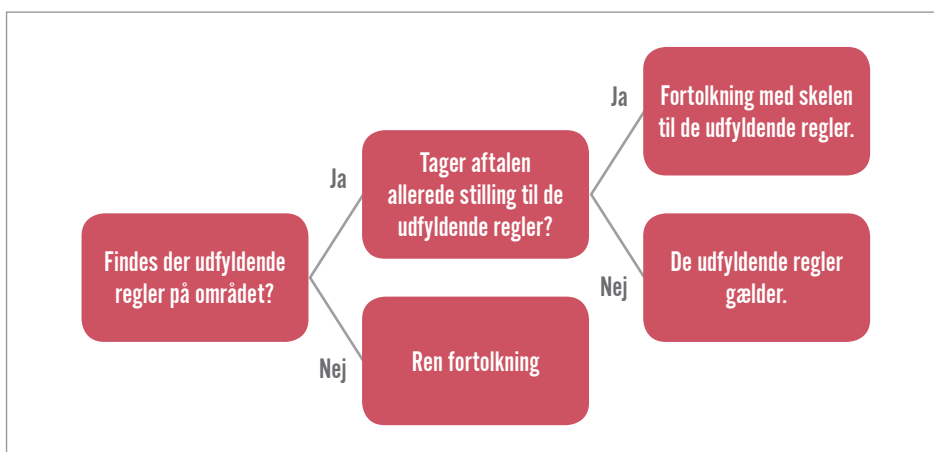 Findes der udfyldende
regler på området?
Ja
Tager aftalen
allerede stilling til de
udfyldende regler?
Ja
Fortolkning med skelen
til de udfyldende regler.
Nej
De udfyldende regler
gælder.
Nej
Ren fortolkning